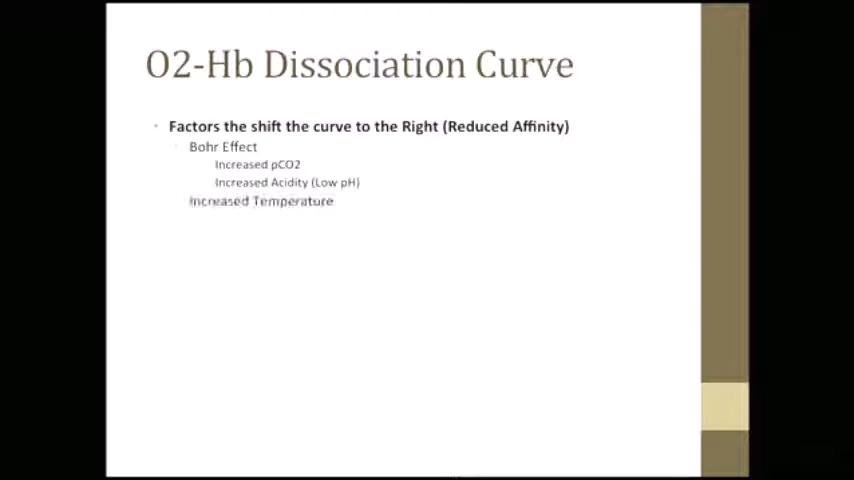 O2-Hb Dissociation Curve
Factors the shift the curve to the Right (Reduced Affinity)
Bohr Effect
Increased pCO2
Increased Acidity (Low pH)
Increased Temperature